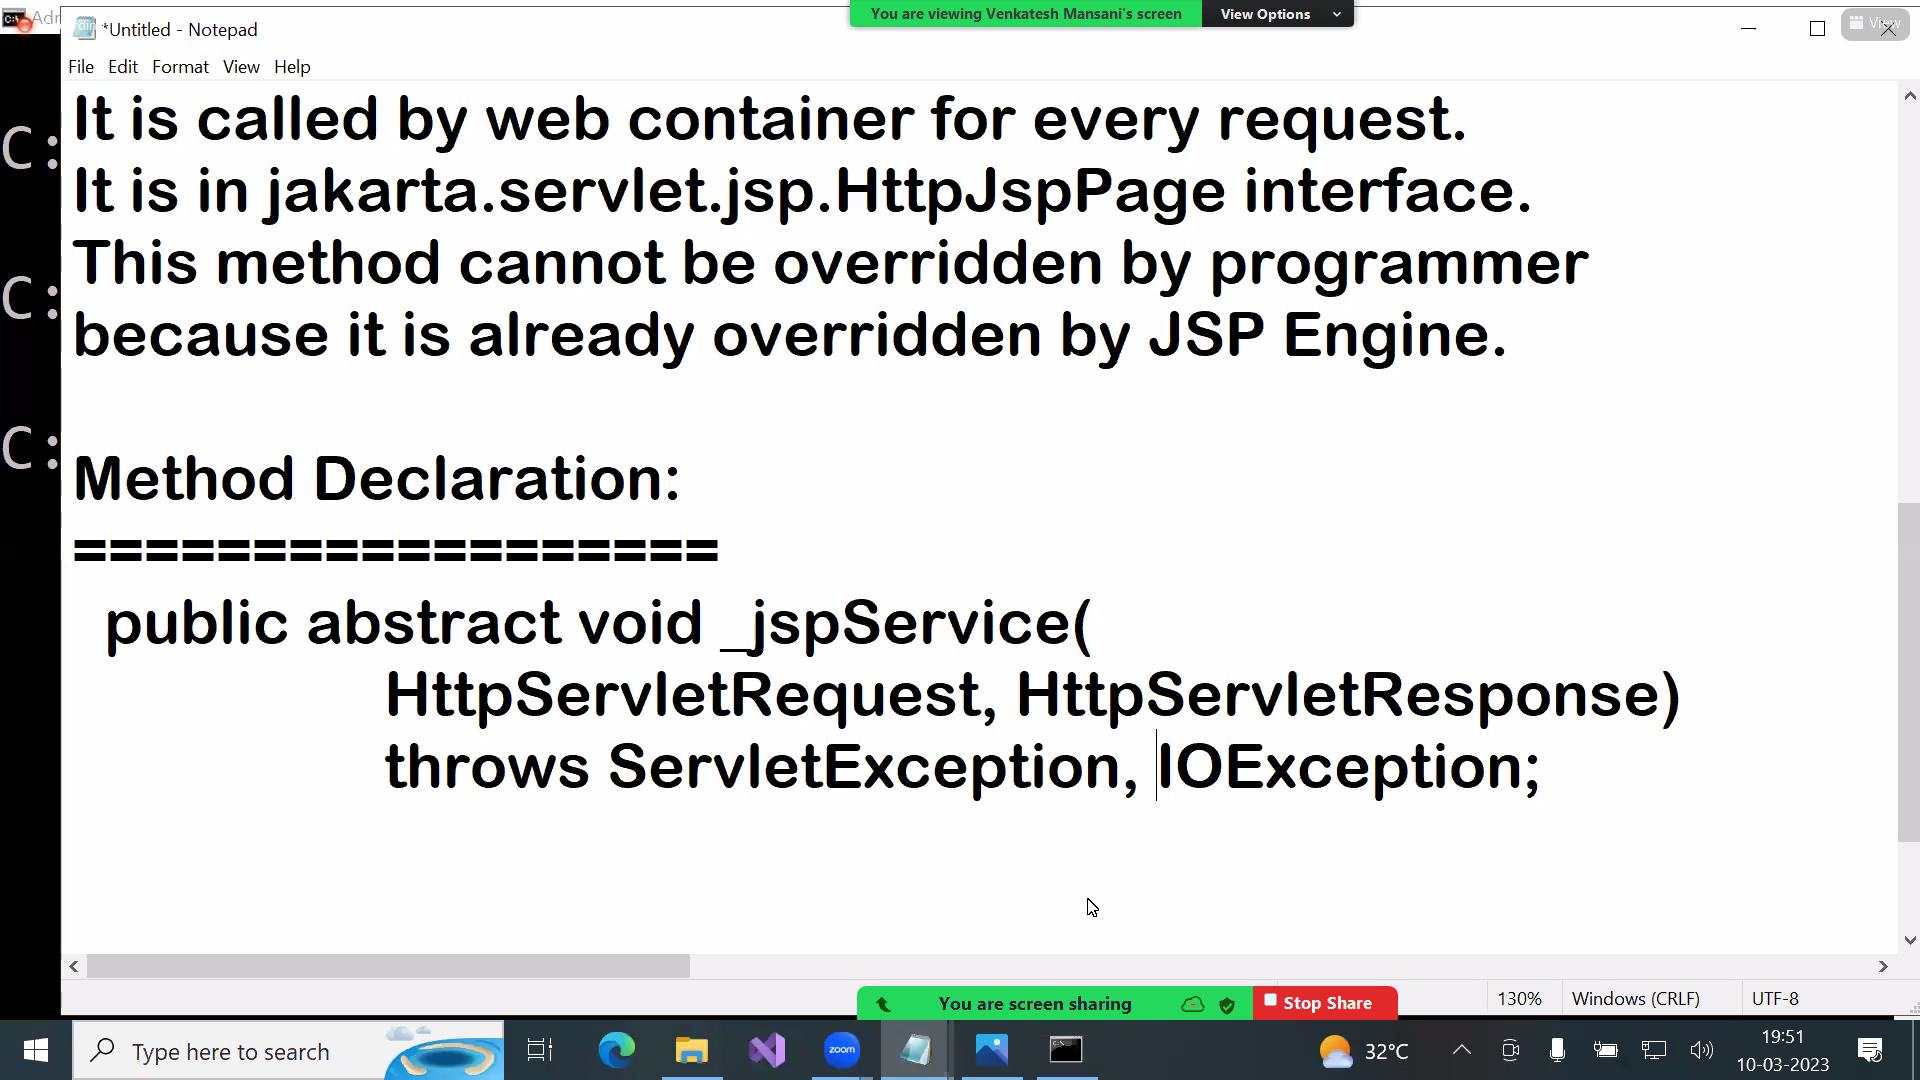 Adr
You are viewing Venkatesh Mansani's screen
View Options
View
*Untitled - Notepad
File Edit Format View Help
It is called by web container for every request.
C:
It is in jakarta.servlet.jsp.HttpJspPage interface.
This method cannot be overridden by programmer
C:
because it is already overridden by JSP Engine.
C:
Method Declaration:
==================
public abstract void _jspService(
HttpServletRequest, HttpServletResponse)
throws ServletException, IOException;
130% Windows (CRLF) UTF-8
You are screen sharing
Stop Share
Type here to search
zoom
32°C
19:51
10-03-2023